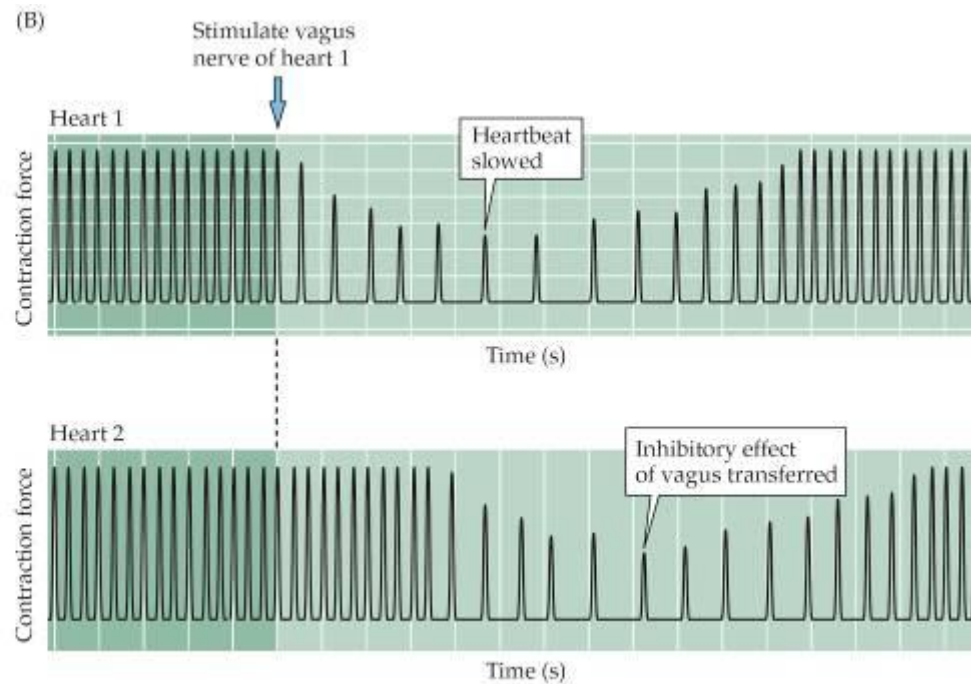 (B)
Stimulate vagus
nerve of heart 1
Heart 1
Heartbeat
slowed
Contraction force
Time (s)
Heart 2
Inhibitory effect
of vagus transferred
Contraction force
Time (s)